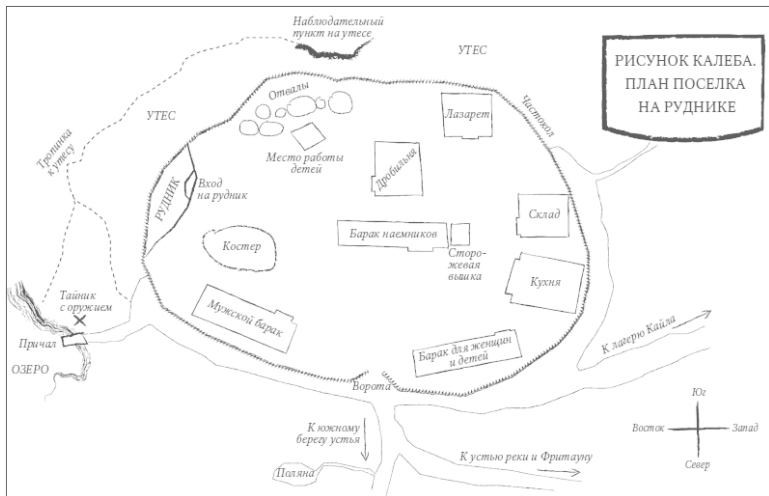 Наблюдательный
пункт на утесе
УТЕС
РИСУНОК КАЛЕБА.
ПЛАН ПОСЕЛКА
НА РУДНИКЕ
Отвалы
Лазарет
Частокол
УТЕС
Тропинка
к утесу
Место работы
детей
Дробильня
РУДНИК
Вход
на рудник
Склад
Барак наемников
Костер
Сторо-
жевая
вышка
Кухня
Тайник
с оружием
Мужской барак
Причал
Барак для женщин
и детей
К лагерю Кайла
ОЗЕРО
Ворота
Юг
К южному
берегу устья
Восток
Запад
Север
Поляна
К устью реки и Фритауну